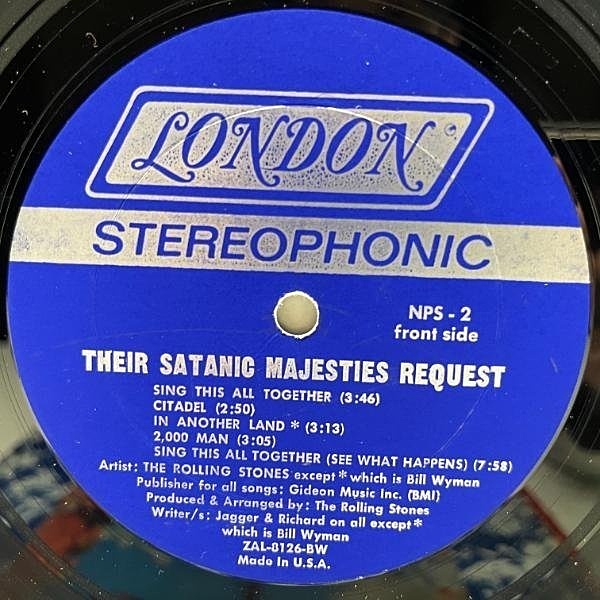 LONDON
STEREOPHONIC
NPS - 2
front side
THEIR SATANIC MAJESTIES REQUEST
SING THIS ALL TOGETHER (3:46)
CITADEL (2:50)
IN ANOTHER LAND * (3:13)
2,000 MAN (3:05)
SING THIS ALL TOGETHER (SEE WHAT HAPPENS) (7:58)
Artist: THE ROLLING STONES except * which is Bill Wyman
Publisher for all songs: Gideon Music Inc. (BMI)
Produced & Arranged by: The Rolling Stones
Writer/s: Jagger & Richard on all except*
which is Bill Wyman
ZAL-8126-BW
Made in U.S.A.